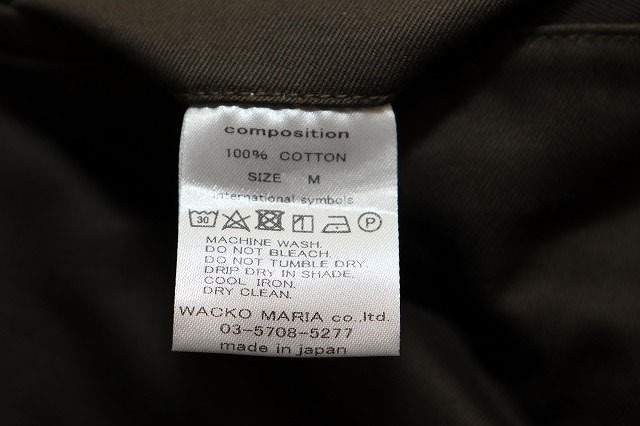 composition
100% COTTON
SIZE M
international symbols
30 P
MACHINE WASH.
DO NOT BLEACH.
DO NOT TUMBLE DRY.
DRIP DRY IN SHADE.
COOL IRON.
DRY CLEAN.
WACKO MARIA co.,ltd.
03-5708-5277
made in japan